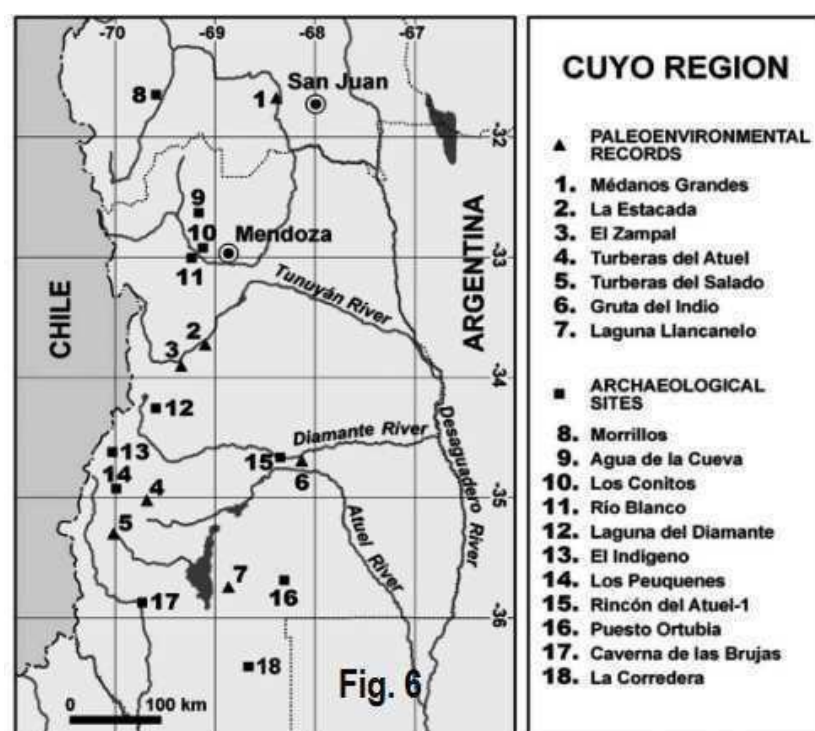 -70
-69
-68
-67
San Juan
8
1
-32
9
10
Mendoza
11
-33
Tunuyán River
ARGENTINA
CHILE
2
3
-34
12
Diamante River
Desaguadero River
13
15
14
4
6
-35
5
Atuel River
7
16
17
-36
18
Fig. 6
0 100 km
CUYO REGION
PALEOENVIRONMENTAL
RECORDS
1. Médanos Grandes
2. La Estacada
3. El Zampal
4. Turberas del Atuel
5. Turberas del Salado
6. Gruta del Indio
7. Laguna Llancanelo
ARCHAEOLOGICAL
SITES
8. Morrillos
9. Agua de la Cueva
10. Los Conitos
11. Río Blanco
12. Laguna del Diamante
13. El Indígeno
14. Los Peuquenes
15. Rincón del Atuel-1
16. Puesto Ortubia
17. Caverna de las Brujas
18. La Corredera